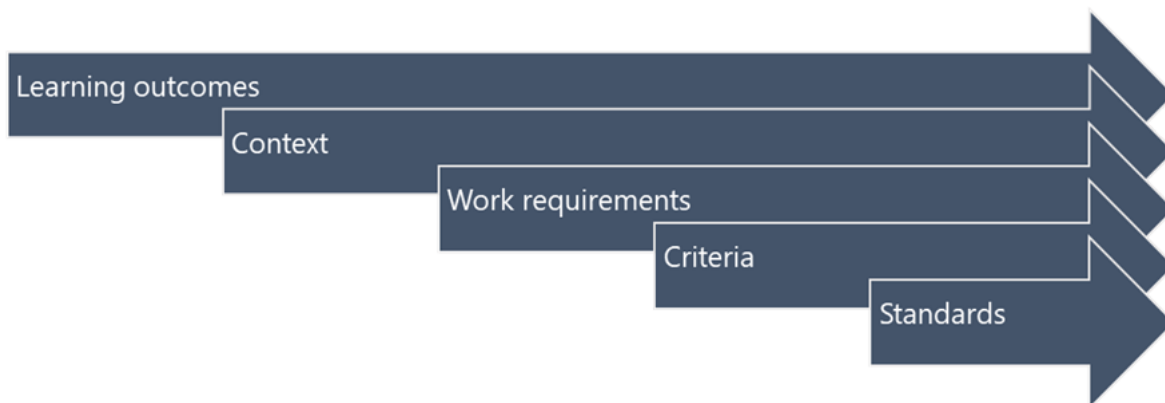 Learning outcomes
Context
Work requirements
Criteria
Standards